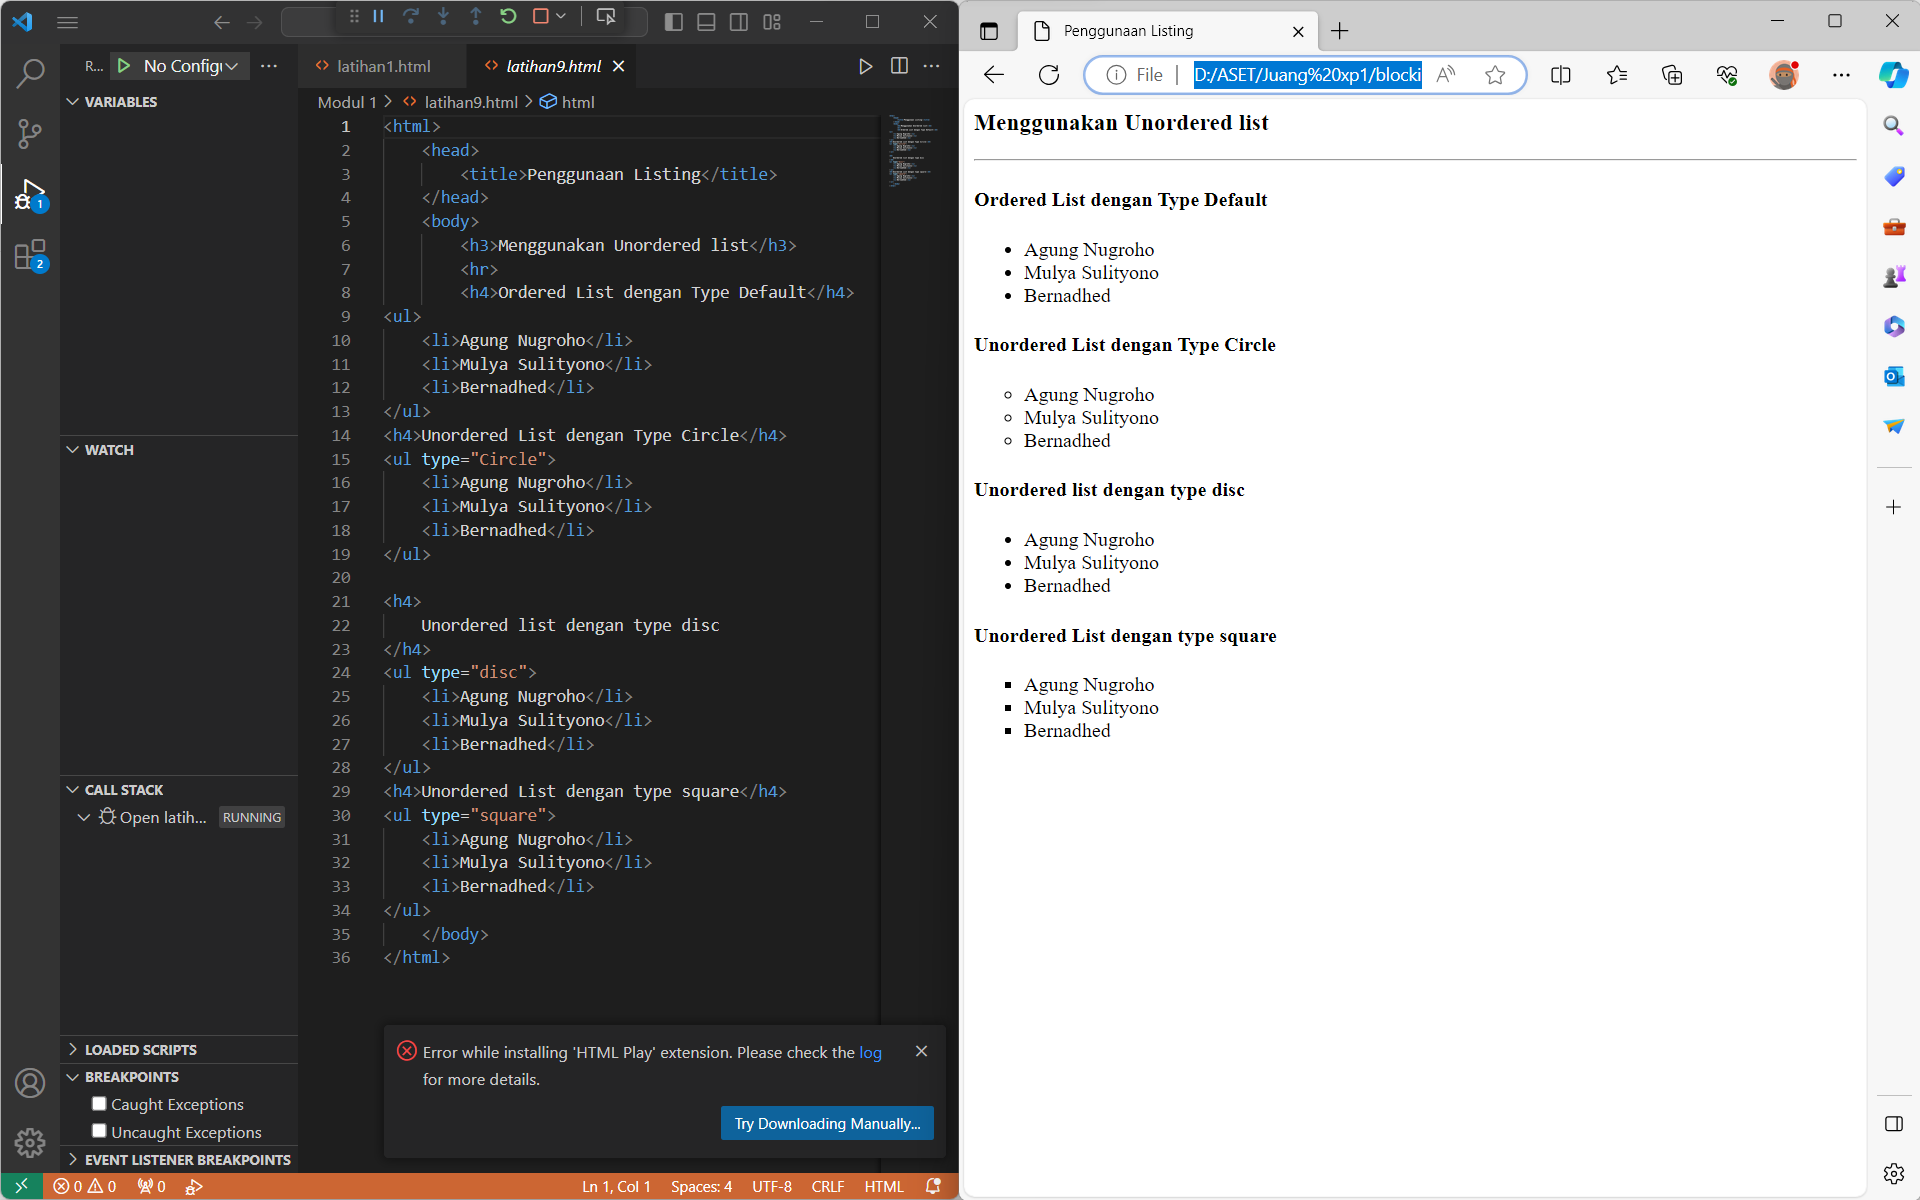 R...
No Config
latihan1.html
latihan9.html
Modul 1 > latihan9.html > html
VARIABLES
WATCH
CALL STACK
Open latih...
RUNNING
LOADED SCRIPTS
BREAKPOINTS
Caught Exceptions
Uncaught Exceptions
EVENT LISTENER BREAKPOINTS
1
2
1 <html>
2 <head>
3 <title>Penggunaan Listing</title>
4 </head>
5 <body>
6 <h3>Menggunakan Unordered list</h3>
7 <hr>
8 <h4>Ordered List dengan Type Default</h4>
9 <ul>
10 <li>Agung Nugroho</li>
11 <li>Mulya Sulityono</li>
12 <li>Bernadhed</li>
13 </ul>
14 <h4>Unordered List dengan Type Circle</h4>
15 <ul type="Circle">
16 <li>Agung Nugroho</li>
17 <li>Mulya Sulityono</li>
18 <li>Bernadhed</li>
19 </ul>
20
21 <h4>
22 Unordered list dengan type disc
23 </h4>
24 <ul type="disc">
25 <li>Agung Nugroho</li>
26 <li>Mulya Sulityono</li>
27 <li>Bernadhed</li>
28 </ul>
29 <h4>Unordered List dengan type square</h4>
30 <ul type="square">
31 <li>Agung Nugroho</li>
32 <li>Mulya Sulityono</li>
33 <li>Bernadhed</li>
34 </ul>
35 </body>
36 </html>
Error while installing 'HTML Play' extension. Please check the log
for more details.
Try Downloading Manually...
0 0 0
Ln 1, Col 1 Spaces: 4 UTF-8 CRLF HTML
Penggunaan Listing
File | D:/ASET/Juang%20xp1/blocki
Menggunakan Unordered list
Ordered List dengan Type Default
• Agung Nugroho
• Mulya Sulityono
• Bernadhed
Unordered List dengan Type Circle
◦ Agung Nugroho
◦ Mulya Sulityono
◦ Bernadhed
Unordered list dengan type disc
• Agung Nugroho
• Mulya Sulityono
• Bernadhed
Unordered List dengan type square
▪ Agung Nugroho
▪ Mulya Sulityono
▪ Bernadhed